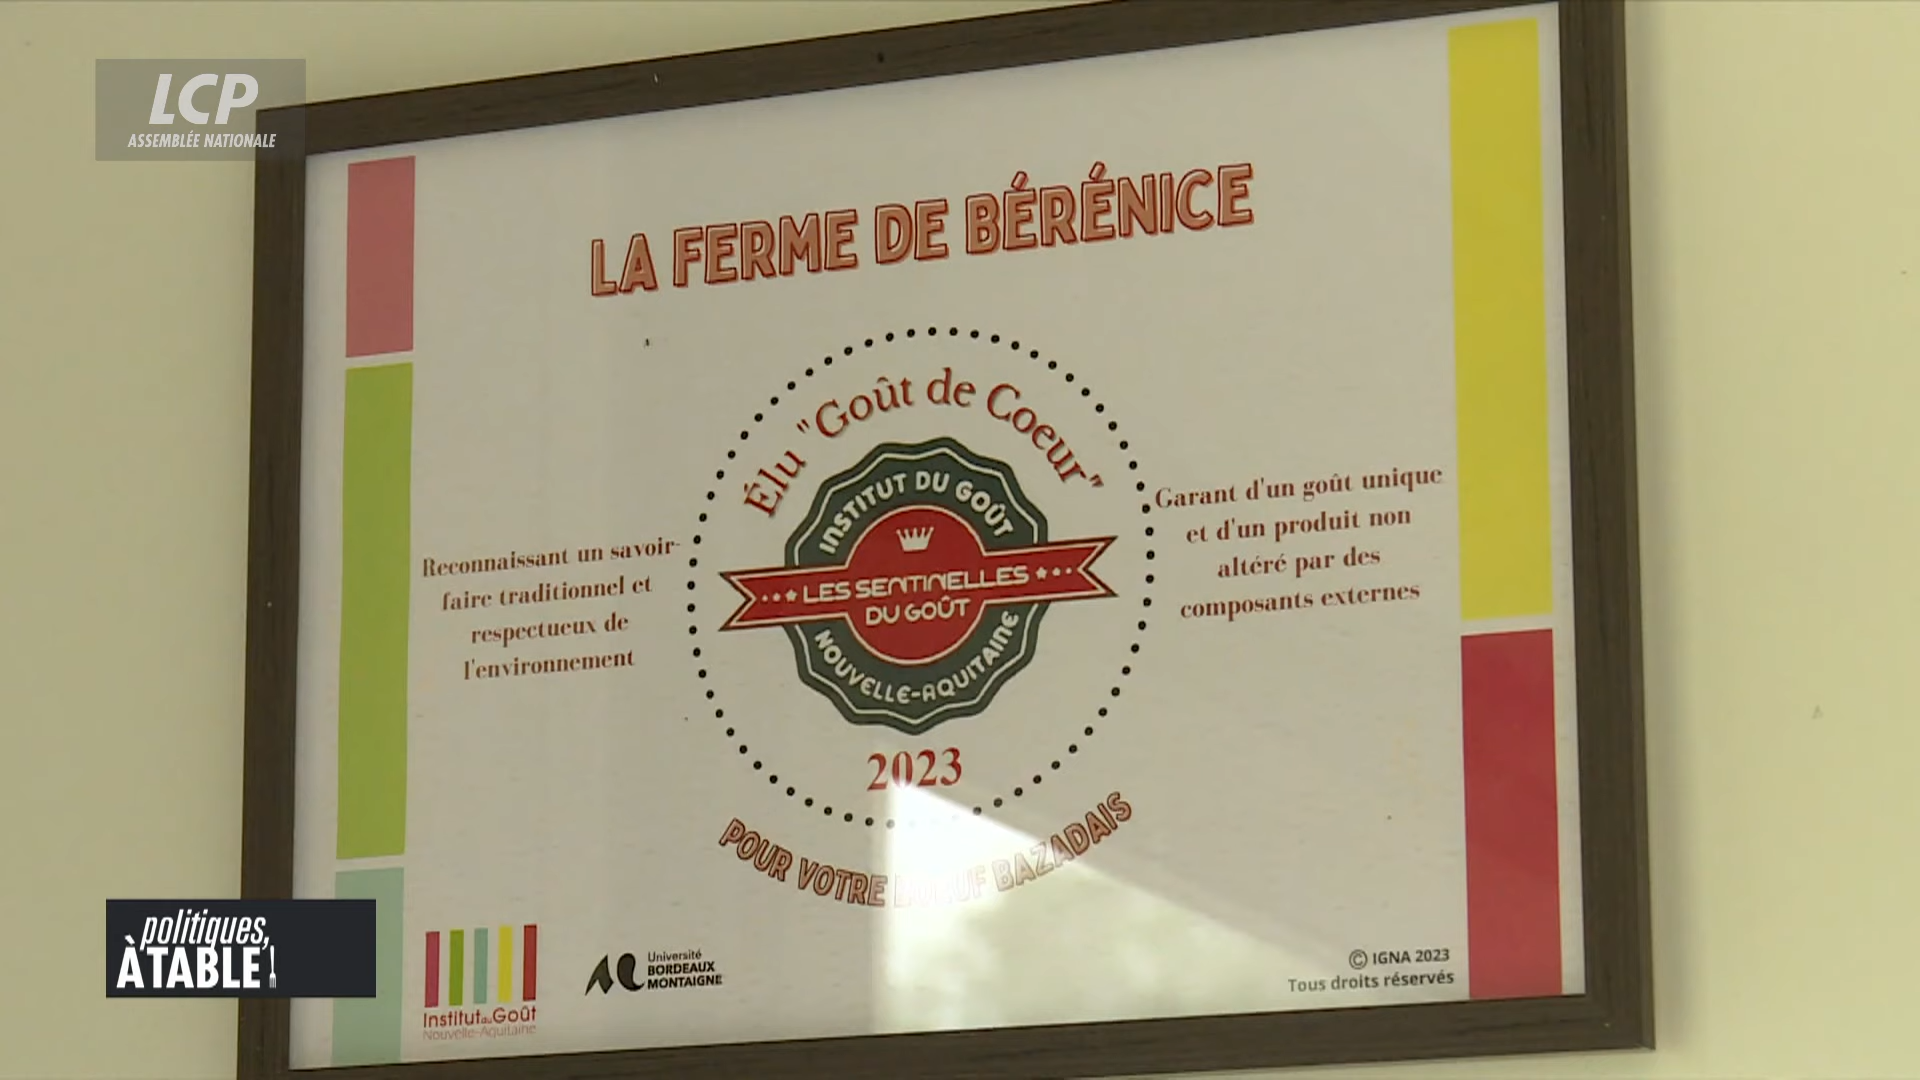 LCP
ASSEMBLÉE NATIONALE
LA FERME DE BÉRÉNICE
Élu "Goût de Coeur"
INSTITUT DU GOÛT
LES SENTINELLES
DU GOÛT
NOUVELLE-AQUITAINE
2023
POUR VOTRE BOEUF BAZADAIS
Reconnaissant un savoir-
faire traditionnel et
respectueux de
l'environnement
Garant d'un goût unique
et d'un produit non
altéré par des
composants externes
politiques,
À TABLE!
Institut du Goût
Nouvelle-Aquitaine
Université
BORDEAUX
MONTAIGNE
© IGNA 2023
Tous droits réservés